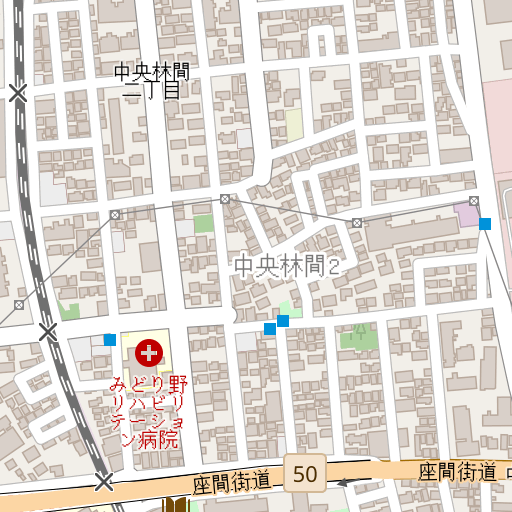 中央林間
二丁目
中央林間2
みどり野
リハビリ
テーショ
ン病院
座間街道
50
座間街道